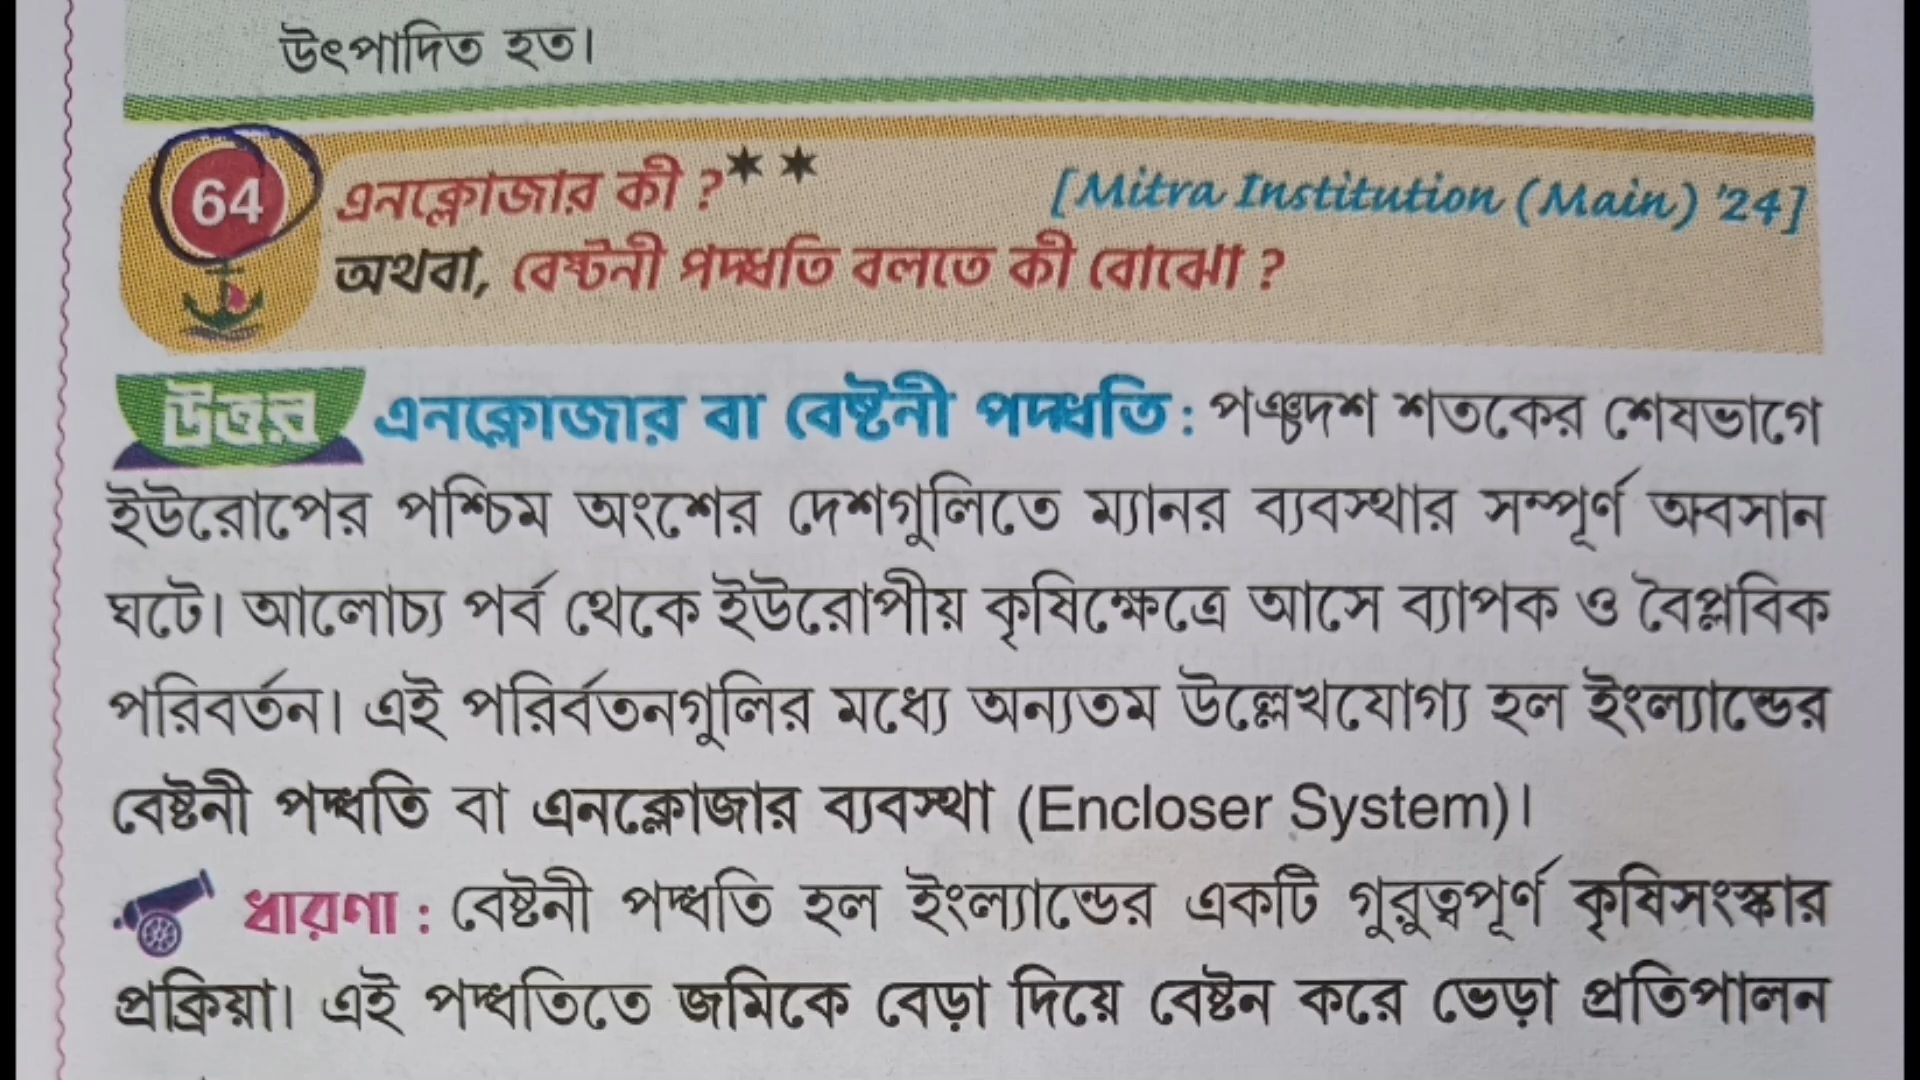 উৎপাদিত হত।
64 এনক্লোজার কী ?★★ [Mitra Institution (Main) '24]
অথবা, বেষ্টনী পদ্ধতি বলতে কী বোঝো ?
উত্তর এনক্লোজার বা বেষ্টনী পদ্ধতি : পঞ্চদশ শতকের শেষভাগে
ইউরোপের পশ্চিম অংশের দেশগুলিতে ম্যানর ব্যবস্থার সম্পূর্ণ অবসান
ঘটে। আলোচ্য পর্ব থেকে ইউরোপীয় কৃষিক্ষেত্রে আসে ব্যাপক ও বৈপ্লবিক
পরিবর্তন। এই পরির্বতনগুলির মধ্যে অন্যতম উল্লেখযোগ্য হল ইংল্যান্ডের
বেষ্টনী পদ্ধতি বা এনক্লোজার ব্যবস্থা (Encloser System)।
ধারণা : বেষ্টনী পদ্ধতি হল ইংল্যান্ডের একটি গুরুত্বপূর্ণ কৃষিসংস্কার
প্রক্রিয়া। এই পদ্ধতিতে জমিকে বেড়া দিয়ে বেষ্টন করে ভেড়া প্রতিপালন